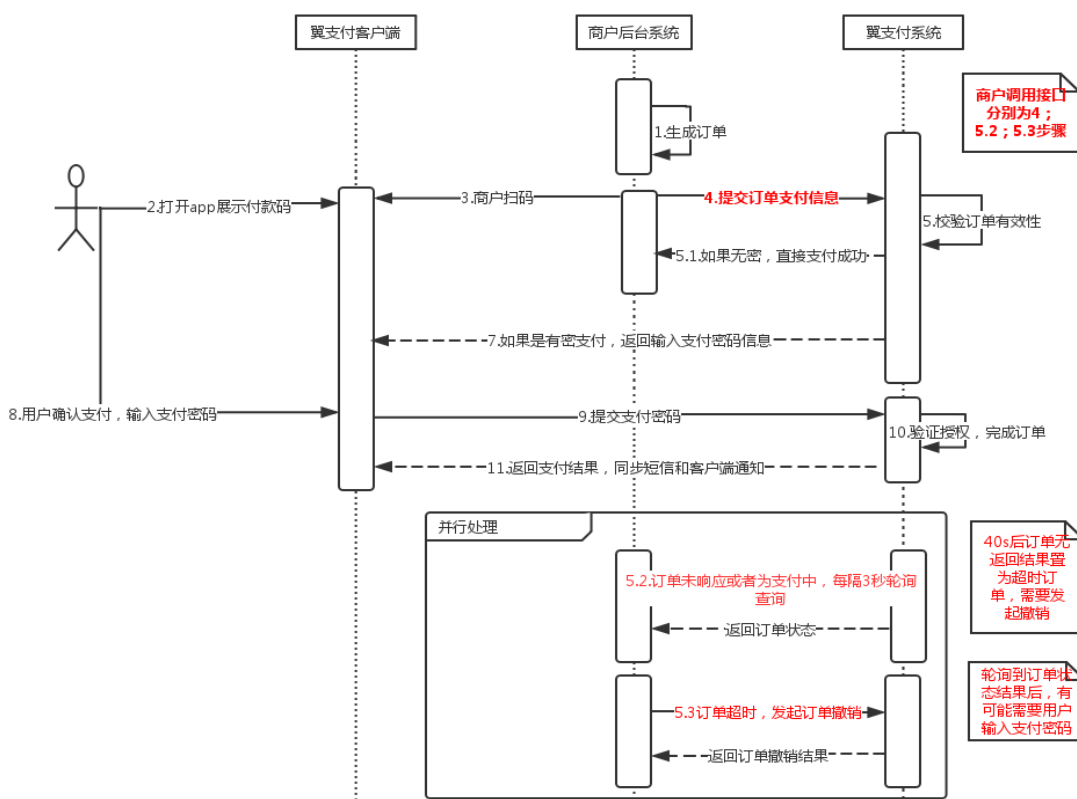 翼支付客户端
商户后台系统
翼支付系统
商户调用接口
分别为4；
5.2；5.3步骤
1.生成订单
2.打开app展示付款码
3.商户扫码
4.提交订单支付信息
5.校验订单有效性
5.1.如果无密，直接支付成功
7.如果是有密支付，返回输入支付密码信息
8.用户确认支付，输入支付密码
9.提交支付密码
10.验证授权，完成订单
11.返回支付结果，同步短信和客户端通知
并行处理
40s后订单无
返回结果置
为超时订
单，需要发
起撤销
5.2.订单未响应或者为支付中，每隔3秒轮询
查询
返回订单状态
轮询到订单状
态结果后，有
可能需要用户
输入支付密码
5.3订单超时，发起订单撤销
返回订单撤销结果